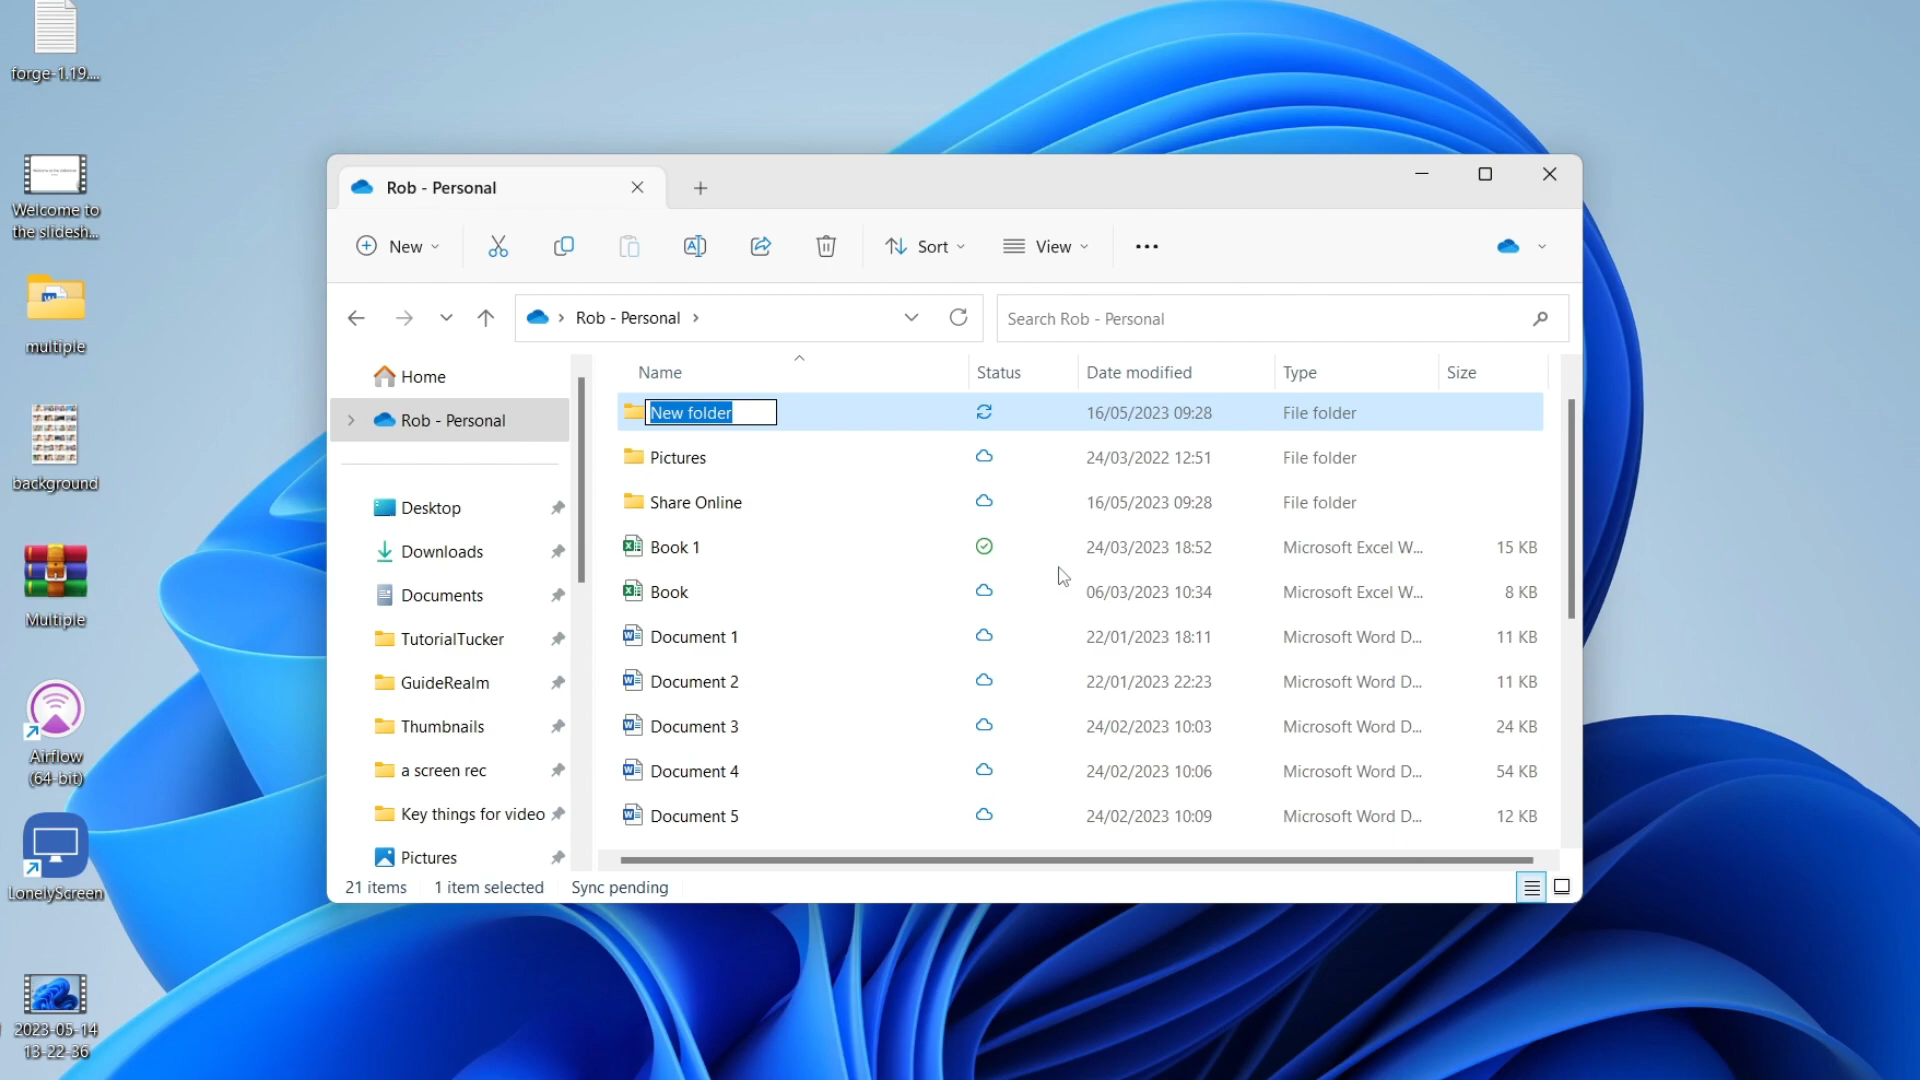 forge-1.19....
Welcome to
the slidesh...
multiple
background
Multiple
Airflow
(64-bit)
LonelyScreen
2023-05-14
13-22-36
Rob - Personal
New
Sort
View
Rob - Personal
Search Rob - Personal
Home
Rob - Personal
Desktop
Downloads
Documents
TutorialTucker
GuideRealm
Thumbnails
a screen rec
Key things for video
Pictures
Name Status Date modified Type Size
New folder 16/05/2023 09:28 File folder
Pictures 24/03/2022 12:51 File folder
Share Online 16/05/2023 09:28 File folder
Book 1 24/03/2023 18:52 Microsoft Excel W... 15 KB
Book 06/03/2023 10:34 Microsoft Excel W... 8 KB
Document 1 22/01/2023 18:11 Microsoft Word D... 11 KB
Document 2 22/01/2023 22:23 Microsoft Word D... 11 KB
Document 3 24/02/2023 10:03 Microsoft Word D... 24 KB
Document 4 24/02/2023 10:06 Microsoft Word D... 54 KB
Document 5 24/02/2023 10:09 Microsoft Word D... 12 KB
21 items 1 item selected Sync pending